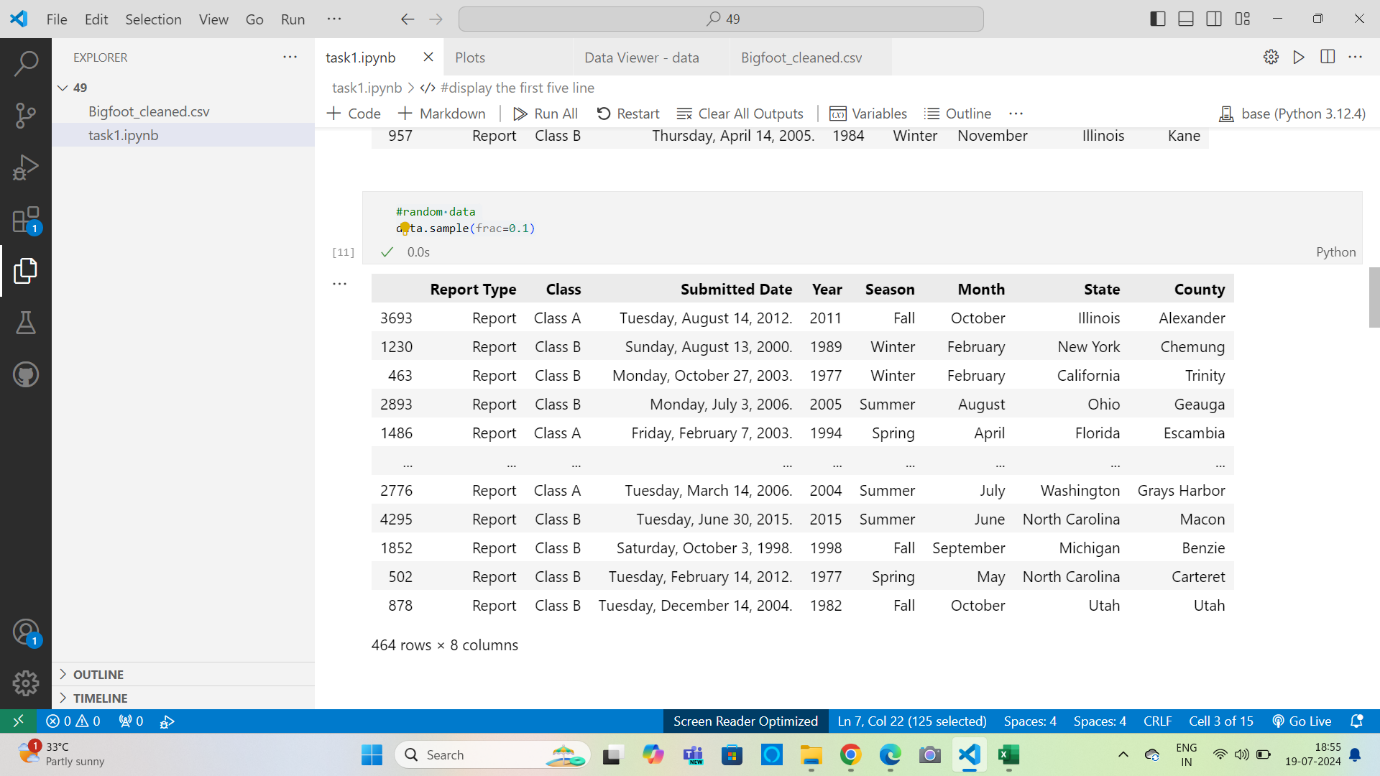 File Edit Selection View Go Run ··· 49
EXPLORER ···
49
Bigfoot_cleaned.csv
task1.ipynb
OUTLINE
TIMELINE
task1.ipynb Plots Data Viewer - data Bigfoot_cleaned.csv
task1.ipynb > #display the first five line
Code Markdown Run All Restart Clear All Outputs Variables Outline ··· base (Python 3.12.4)
957 Report Class B Thursday, April 14, 2005. 1984 Winter November Illinois Kane
#random·data
data.sample(frac=0.1)
[11] 0.0s Python
...
Report Type Class Submitted Date Year Season Month State County
3693 Report Class A Tuesday, August 14, 2012. 2011 Fall October Illinois Alexander
1230 Report Class B Sunday, August 13, 2000. 1989 Winter February New York Chemung
463 Report Class B Monday, October 27, 2003. 1977 Winter February California Trinity
2893 Report Class B Monday, July 3, 2006. 2005 Summer August Ohio Geauga
1486 Report Class A Friday, February 7, 2003. 1994 Spring April Florida Escambia
... ... ... ... ... ... ... ... ...
2776 Report Class A Tuesday, March 14, 2006. 2004 Summer July Washington Grays Harbor
4295 Report Class B Tuesday, June 30, 2015. 2015 Summer June North Carolina Macon
1852 Report Class B Saturday, October 3, 1998. 1998 Fall September Michigan Benzie
502 Report Class B Tuesday, February 14, 2012. 1977 Spring May North Carolina Carteret
878 Report Class B Tuesday, December 14, 2004. 1982 Fall October Utah Utah
464 rows × 8 columns
1
1
0 0 0 Screen Reader Optimized Ln 7, Col 22 (125 selected) Spaces: 4 Spaces: 4 CRLF Cell 3 of 15 Go Live
1 33°C
Partly sunny
Search
NEW
ENG
IN
18:55
19-07-2024